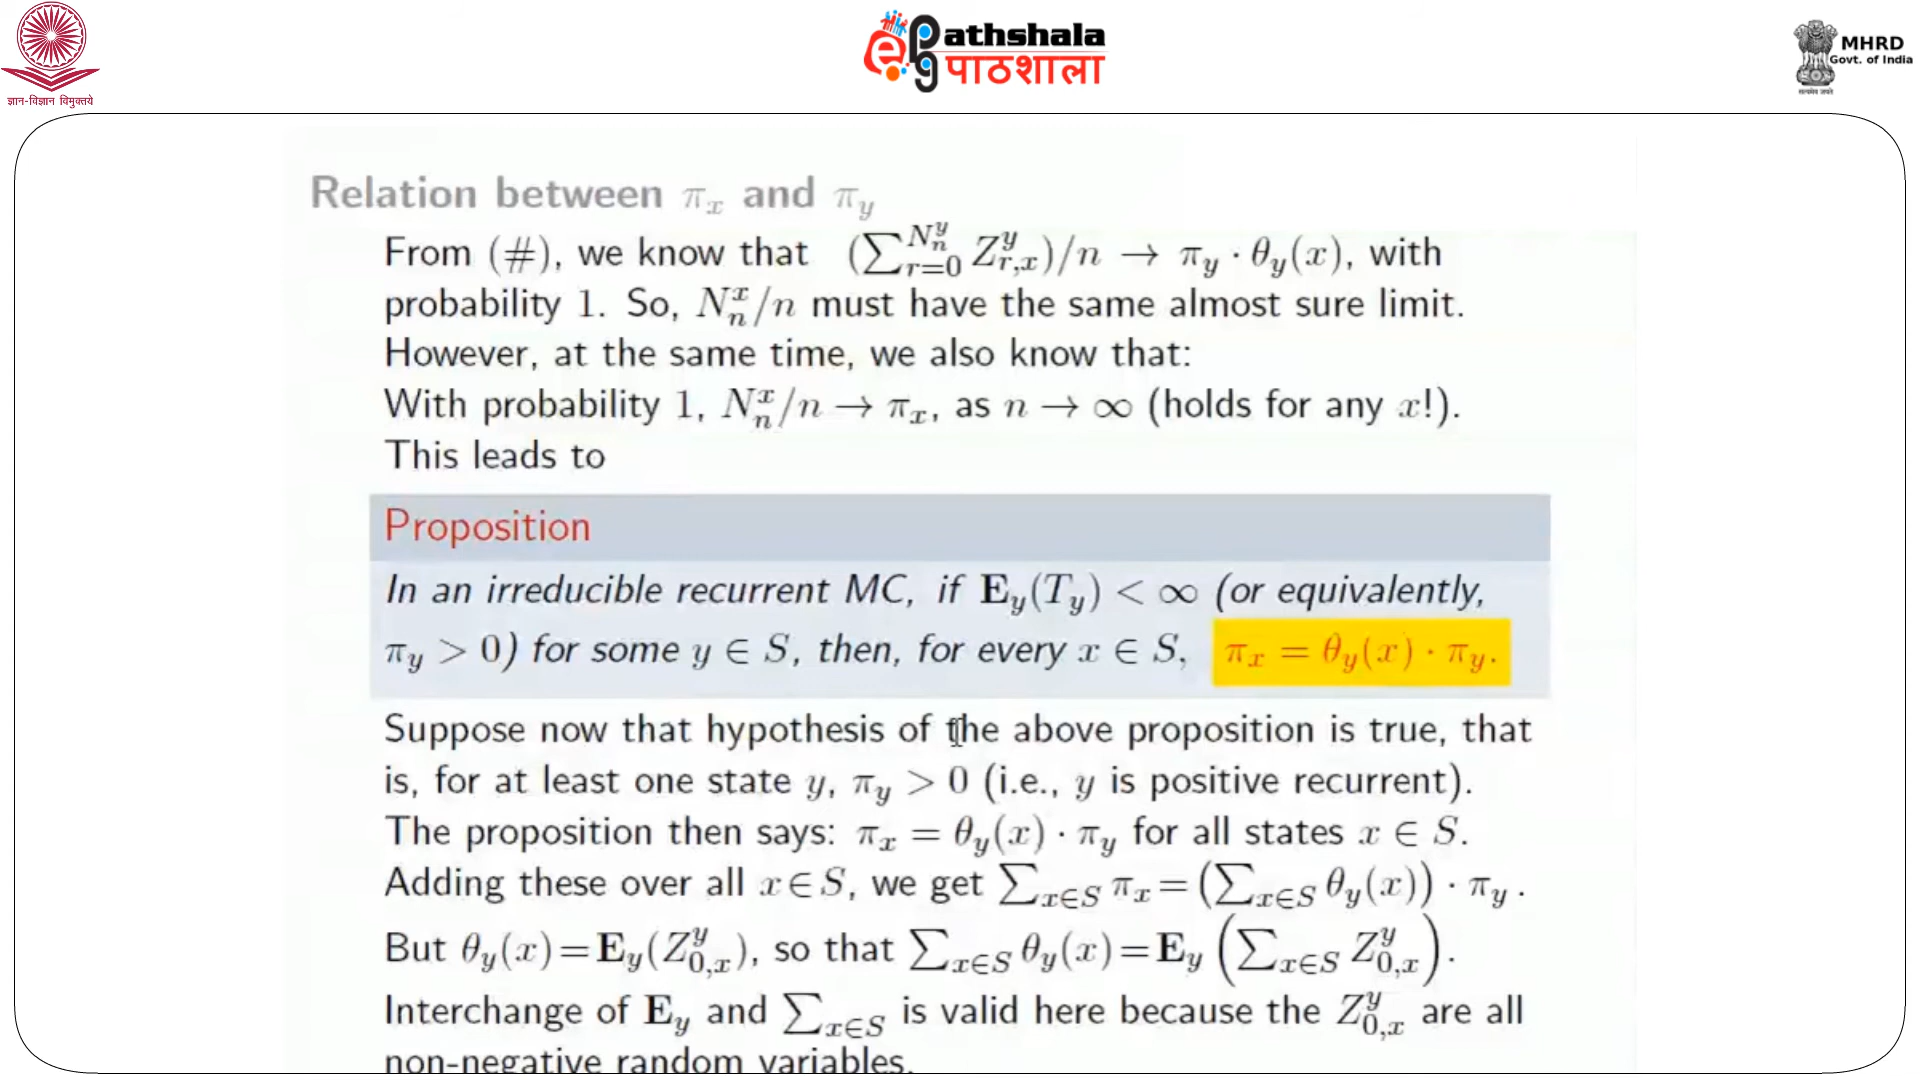 ज्ञान-विज्ञान विमुक्तये
ePathshala
पाठशाला
MHRD
Govt. of India
सत्यमेव जयते
Relation between π_x and π_y
From (#), we know that (∑_{r=0}^{N_n^y} Z_{r,x}^y)/n → π_y · θ_y(x), with
probability 1. So, N_n^x/n must have the same almost sure limit.
However, at the same time, we also know that:
With probability 1, N_n^x/n → π_x, as n → ∞ (holds for any x!).
This leads to
Proposition
In an irreducible recurrent MC, if E_y(T_y) < ∞ (or equivalently,
π_y > 0) for some y ∈ S, then, for every x ∈ S, π_x = θ_y(x) · π_y.
Suppose now that hypothesis of the above proposition is true, that
is, for at least one state y, π_y > 0 (i.e., y is positive recurrent).
The proposition then says: π_x = θ_y(x) · π_y for all states x ∈ S.
Adding these over all x∈S, we get ∑_{x∈S} π_x = (∑_{x∈S} θ_y(x)) · π_y .
But θ_y(x)=E_y(Z_{0,x}^y), so that ∑_{x∈S} θ_y(x)=E_y (∑_{x∈S} Z_{0,x}^y).
Interchange of E_y and ∑_{x∈S} is valid here because the Z_{0,x}^y are all
non-negative random variables.